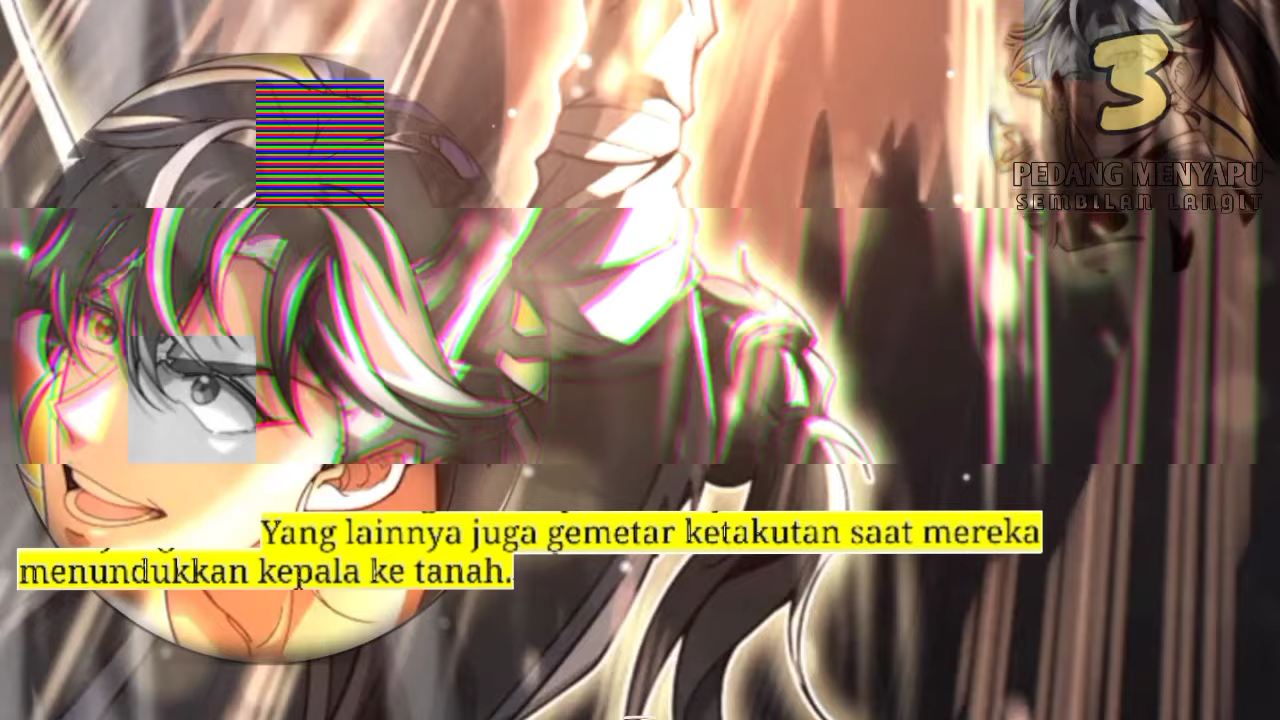 3
PEDANG MENYAPU
SEMBILAN LANGIT
Yang lainnya juga gemetar ketakutan saat mereka
menundukkan kepala ke tanah.